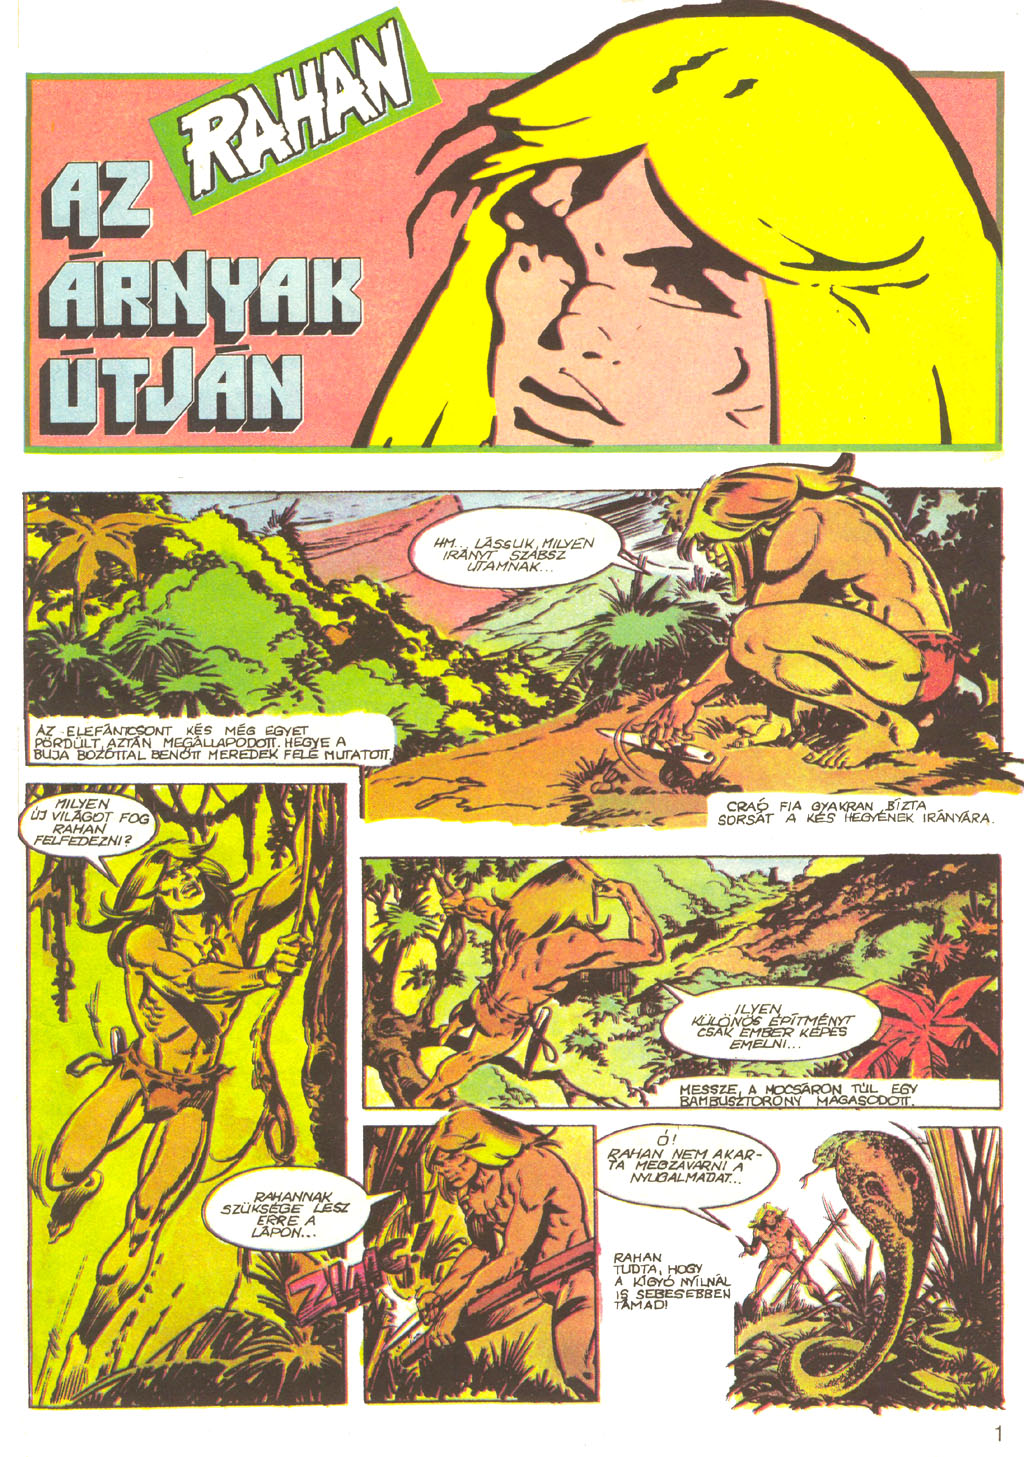 RAHAN
AZ
ÁRNYAK
ÚTJÁN
HM... LÁSSUK, MILYEN
IRÁNYT SZABSZ
UTAMNAK...
AZ ELEFÁNTCSONT KÉS MÉG EGYET
PÖRDÜLT, AZTÁN MEGÁLLAPODOTT. HEGYE A
BUJA BOZÓTTAL BENŐTT MEREDEK FELÉ MUTATOTT.
CRAÓ FIA GYAKRAN BÍZTA
SORSÁT A KÉS HEGYÉNEK IRÁNYÁRA.
MILYEN
ÚJ VILÁGOT FOG
RAHAN
FELFEDEZNI?
ILYEN
KÜLÖNÖS ÉPÍTMÉNYT
CSAK EMBER KÉPES
EMELNI...
MESSZE, A MOCSÁRON TÚL EGY
BAMBUSZTORONY MAGASODOTT.
RAHANNAK
SZÜKSÉGE LESZ
ERRE A
LÁPON...
Ó!
RAHAN NEM AKAR-
TA MEGZAVARNI A
NYUGALMADAT...
RAHAN
TUDTA, HOGY
A KÍGYÓ NYÍLNÁL
IS SEBESEBBEN
TÁMAD!
1